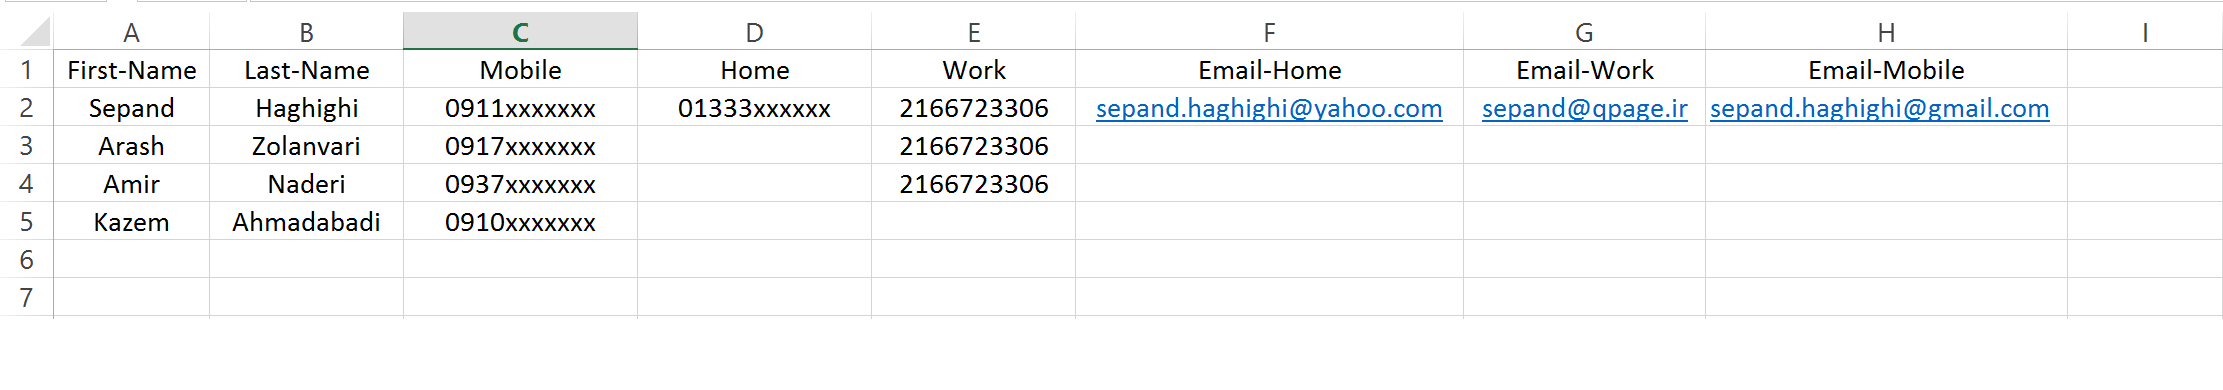 A B C D E F G H I
1 First-Name Last-Name Mobile Home Work Email-Home Email-Work Email-Mobile
2 Sepand Haghighi 0911xxxxxxx 01333xxxxxx 2166723306 sepand.haghighi@yahoo.com sepand@qpage.ir sepand.haghighi@gmail.com
3 Arash Zolanvari 0917xxxxxxx 2166723306
4 Amir Naderi 0937xxxxxxx 2166723306
5 Kazem Ahmadabadi 0910xxxxxxx
6
7